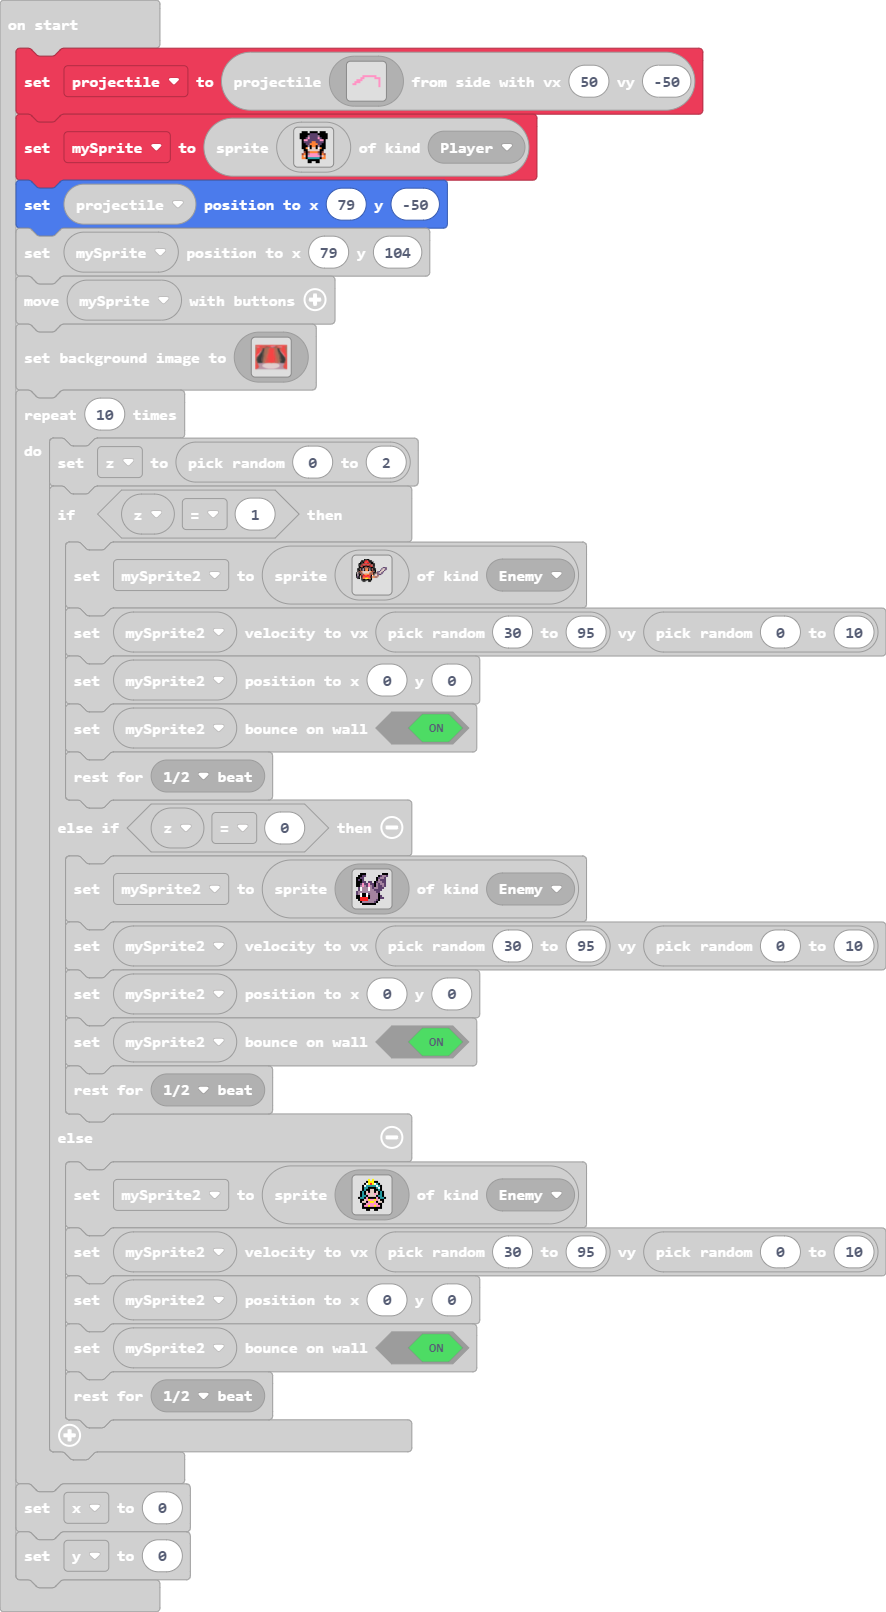 on start
set projectile to projectile from side with vx 50 vy -50
set mySprite to sprite of kind Player
set projectile position to x 79 y -50
set mySprite position to x 79 y 104
move mySprite with buttons
set background image to
repeat 10 times
do set z to pick random 0 to 2
if z = 1 then
set mySprite2 to sprite of kind Enemy
set mySprite2 velocity to vx pick random 30 to 95 vy pick random 0 to 10
set mySprite2 position to x 0 y 0
set mySprite2 bounce on wall ON
rest for 1/2 beat
else if z = 0 then
set mySprite2 to sprite of kind Enemy
set mySprite2 velocity to vx pick random 30 to 95 vy pick random 0 to 10
set mySprite2 position to x 0 y 0
set mySprite2 bounce on wall ON
rest for 1/2 beat
else
set mySprite2 to sprite of kind Enemy
set mySprite2 velocity to vx pick random 30 to 95 vy pick random 0 to 10
set mySprite2 position to x 0 y 0
set mySprite2 bounce on wall ON
rest for 1/2 beat
set x to 0
set y to 0